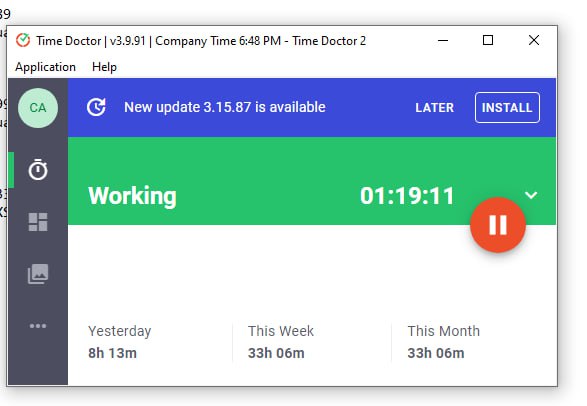 Time Doctor | v3.9.91 | Company Time 6:48 PM - Time Doctor 2
Application Help
CA
New update 3.15.87 is available LATER INSTALL
Working 01:19:11
Yesterday This Week This Month
8h 13m 33h 06m 33h 06m